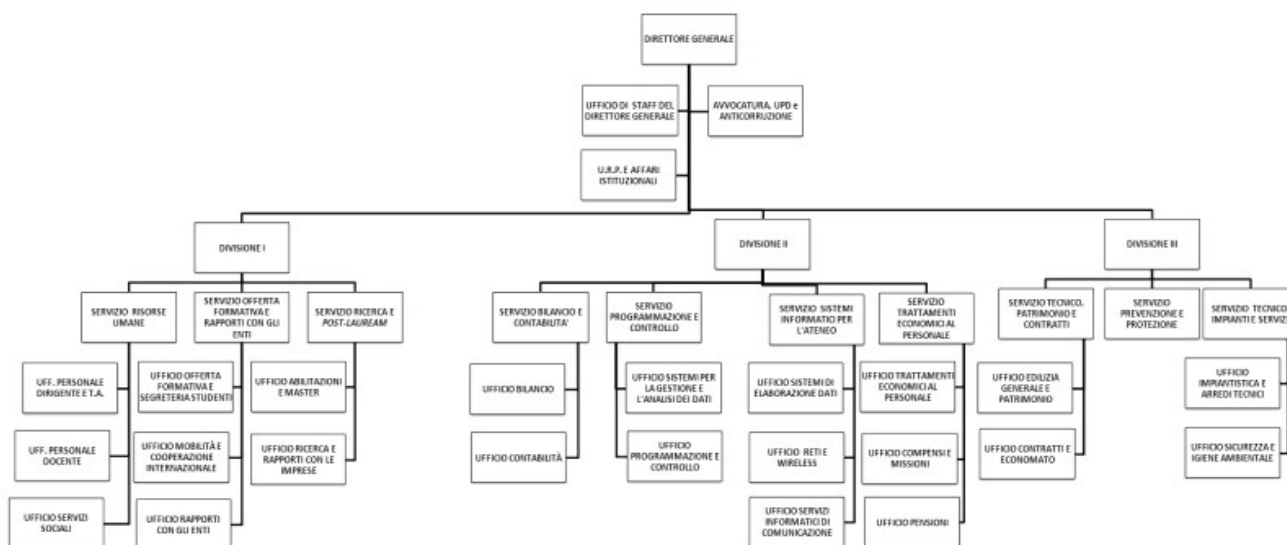 DIRETTORE GENERALE
UFFICIO DI STAFF DEL
DIRETTORE GENERALE
AVVOCATURA, UPD e
ANTICORRUZIONE
U.R.P. E AFFARI
ISTITUZIONALI
DIVISIONE I
DIVISIONE II
DIVISIONE III
SERVIZIO RISORSE
UMANE
SERVIZIO OFFERTA
FORMATIVA E
RAPPORTI CON GLI
ENTI
SERVIZIO RICERCA E
POST-LAUREAM
SERVIZIO BILANCIO E
CONTABILITA'
SERVIZIO
PROGRAMMAZIONE E
CONTROLLO
SERVIZIO SISTEMI
INFORMATICI PER
L'ATENEO
SERVIZIO
TRATTAMENTI
ECONOMICI AL
PERSONALE
SERVIZIO TECNICO,
PATRIMONIO E
CONTRATTI
SERVIZIO
PREVENZIONE E
PROTEZIONE
SERVIZIO TECNICO
IMPIANTI E SERVIZI
UFF. PERSONALE
DIRIGENTE E T.A.
UFFICIO OFFERTA
FORMATIVA E
SEGRETERIA STUDENTI
UFFICIO ABILITAZIONI
E MASTER
UFFICIO BILANCIO
UFFICIO SISTEMI PER
LA GESTIONE E
L'ANALISI DEI DATI
UFFICIO SISTEMI DI
ELABORAZIONE DATI
UFFICIO TRATTAMENTI
ECONOMICI AL
PERSONALE
UFFICIO EDILIZIA
GENERALE E
PATRIMONIO
UFFICIO
IMPIANTISTICA E
ARREDI TECNICI
UFF. PERSONALE
DOCENTE
UFFICIO MOBILITÀ E
COOPERAZIONE
INTERNAZIONALE
UFFICIO RICERCA E
RAPPORTI CON LE
IMPRESE
UFFICIO CONTABILITÀ
UFFICIO
PROGRAMMAZIONE E
CONTROLLO
UFFICIO RETI E
WIRELESS
UFFICIO COMPENSI E
MISSIONI
UFFICIO CONTRATTI E
ECONOMATO
UFFICIO SICUREZZA E
IGIENE AMBIENTALE
UFFICIO SERVIZI
SOCIALI
UFFICIO RAPPORTI
CON GLI ENTI
UFFICIO SERVIZI
INFORMATICI DI
COMUNICAZIONE
UFFICIO PENSIONI